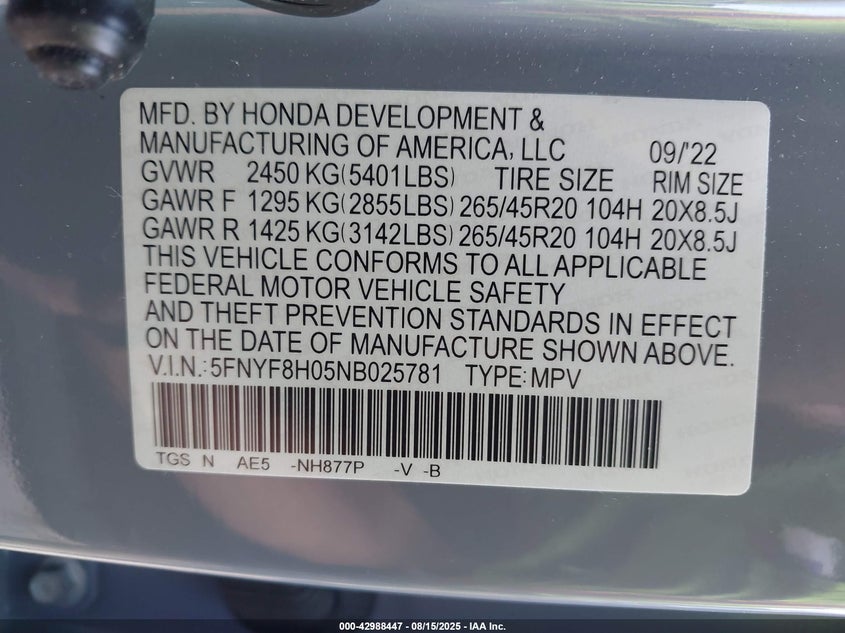 MFD. BY HONDA DEVELOPMENT &
MANUFACTURING OF AMERICA, LLC 09/'22
GVWR 2450 KG(5401LBS) TIRE SIZE RIM SIZE
GAWR F 1295 KG(2855LBS) 265/45R20 104H 20X8.5J
GAWR R 1425 KG(3142LBS) 265/45R20 104H 20X8.5J
THIS VEHICLE CONFORMS TO ALL APPLICABLE
FEDERAL MOTOR VEHICLE SAFETY
AND THEFT PREVENTION STANDARDS IN EFFECT
ON THE DATE OF MANUFACTURE SHOWN ABOVE.
V.I.N.:5FNYF8H05NB025781 TYPE:MPV
TGS N AE5 -NH877P -V -B
000-42988447 - 08/15/2025 - IAA Inc.